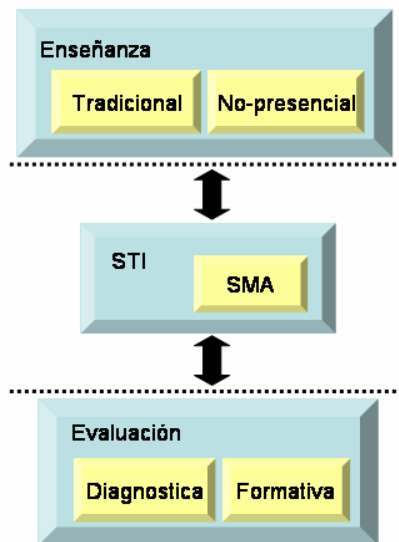 Enseñanza
Tradicional No-presencial
STI
SMA
Evaluación
Diagnostica Formativa